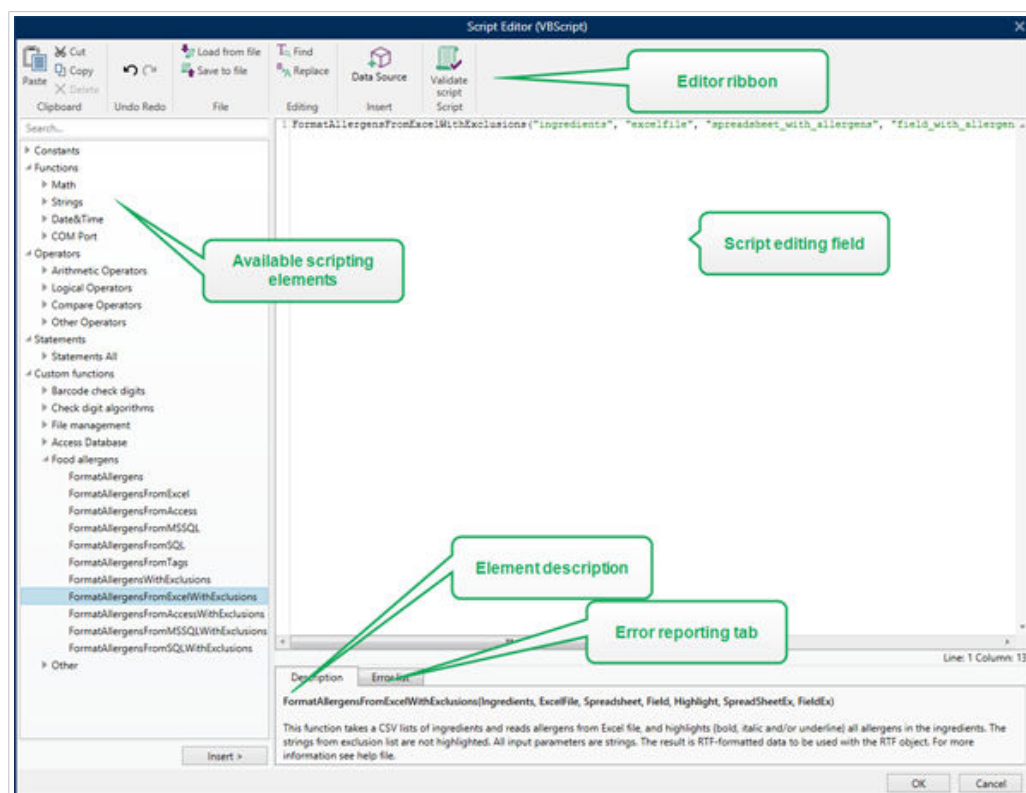 Script Editor (VBScript)
Paste
Cut
Copy
Delete
Clipboard
Undo Redo
Load from file
Save to file
File
Find
Replace
Editing
Data Source
Insert
Validate
script
Script
Editor ribbon
Search...
Constants
Functions
Math
Strings
Date&Time
COM Port
Operators
Arithmetic Operators
Logical Operators
Compare Operators
Other Operators
Statements
Statements All
Custom functions
Barcode check digits
Check digit algorithms
File management
Access Database
Food allergens
FormatAllergens
FormatAllergensFromExcel
FormatAllergensFromAccess
FormatAllergensFromMSSQL
FormatAllergensFromSQL
FormatAllergensFromTags
FormatAllergensWithExclusions
FormatAllergensFromExcelWithExclusions
FormatAllergensFromAccessWithExclusions
FormatAllergensFromMSSQLWithExclusions
FormatAllergensFromSQLWithExclusions
Other
Insert >
Available scripting
elements
1 FormatAllergensFromExcelWithExclusions("ingredients", "excelfile", "spreadsheet_with_allergens", "field_with_allergen
Script editing field
Element description
Error reporting tab
Line: 1 Column: 13
Description
Error list
FormatAllergensFromExcelWithExclusions(Ingredients, ExcelFile, Spreadsheet, Field, Highlight, SpreadSheetEx, FieldEx)
This function takes a CSV lists of ingredients and reads allergens from Excel file, and highlights (bold, italic and/or underline) all allergens in the ingredients. The
strings from exclusion list are not highlighted. All input parameters are strings. The result is RTF-formatted data to be used with the RTF object. For more
information see help file.
OK
Cancel